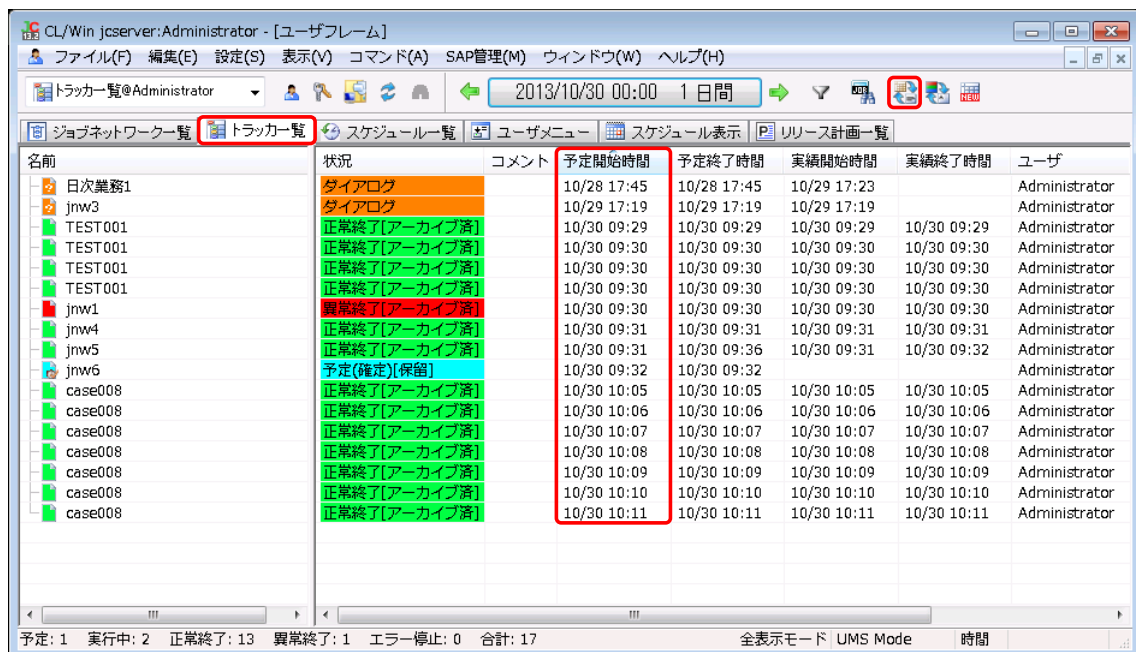 CL/Win jcserver:Administrator - [ユーザフレーム]
ファイル(F) 編集(E) 設定(S) 表示(V) コマンド(A) SAP管理(M) ウィンドウ(W) ヘルプ(H)
トラッカ一覧@Administrator 2013/10/30 00:00 1 日間 NEW
ジョブネットワーク一覧 トラッカ一覧 スケジュール一覧 ユーザメニュー スケジュール表示 リリース計画一覧
名前 状況 コメント 予定開始時間 予定終了時間 実績開始時間 実績終了時間 ユーザ
日次業務1 ダイアログ 10/28 17:45 10/28 17:45 10/29 17:23 Administrator
jnw3 ダイアログ 10/29 17:19 10/29 17:19 10/29 17:19 Administrator
TEST001 正常終了[アーカイブ済] 10/30 09:29 10/30 09:29 10/30 09:29 10/30 09:29 Administrator
TEST001 正常終了[アーカイブ済] 10/30 09:30 10/30 09:30 10/30 09:30 10/30 09:30 Administrator
TEST001 正常終了[アーカイブ済] 10/30 09:30 10/30 09:30 10/30 09:30 10/30 09:30 Administrator
TEST001 正常終了[アーカイブ済] 10/30 09:30 10/30 09:30 10/30 09:30 10/30 09:30 Administrator
jnw1 異常終了[アーカイブ済] 10/30 09:30 10/30 09:30 10/30 09:30 10/30 09:30 Administrator
jnw4 正常終了[アーカイブ済] 10/30 09:31 10/30 09:31 10/30 09:31 10/30 09:31 Administrator
jnw5 正常終了[アーカイブ済] 10/30 09:31 10/30 09:36 10/30 09:31 10/30 09:32 Administrator
jnw6 予定(確定)[保留] 10/30 09:32 10/30 09:32 Administrator
case008 正常終了[アーカイブ済] 10/30 10:05 10/30 10:05 10/30 10:05 10/30 10:05 Administrator
case008 正常終了[アーカイブ済] 10/30 10:06 10/30 10:06 10/30 10:06 10/30 10:06 Administrator
case008 正常終了[アーカイブ済] 10/30 10:07 10/30 10:07 10/30 10:07 10/30 10:07 Administrator
case008 正常終了[アーカイブ済] 10/30 10:08 10/30 10:08 10/30 10:08 10/30 10:08 Administrator
case008 正常終了[アーカイブ済] 10/30 10:09 10/30 10:09 10/30 10:09 10/30 10:09 Administrator
case008 正常終了[アーカイブ済] 10/30 10:10 10/30 10:10 10/30 10:10 10/30 10:10 Administrator
case008 正常終了[アーカイブ済] 10/30 10:11 10/30 10:11 10/30 10:11 10/30 10:11 Administrator
予定: 1 実行中: 2 正常終了: 13 異常終了: 1 エラー停止: 0 合計: 17 全表示モード UMS Mode 時間